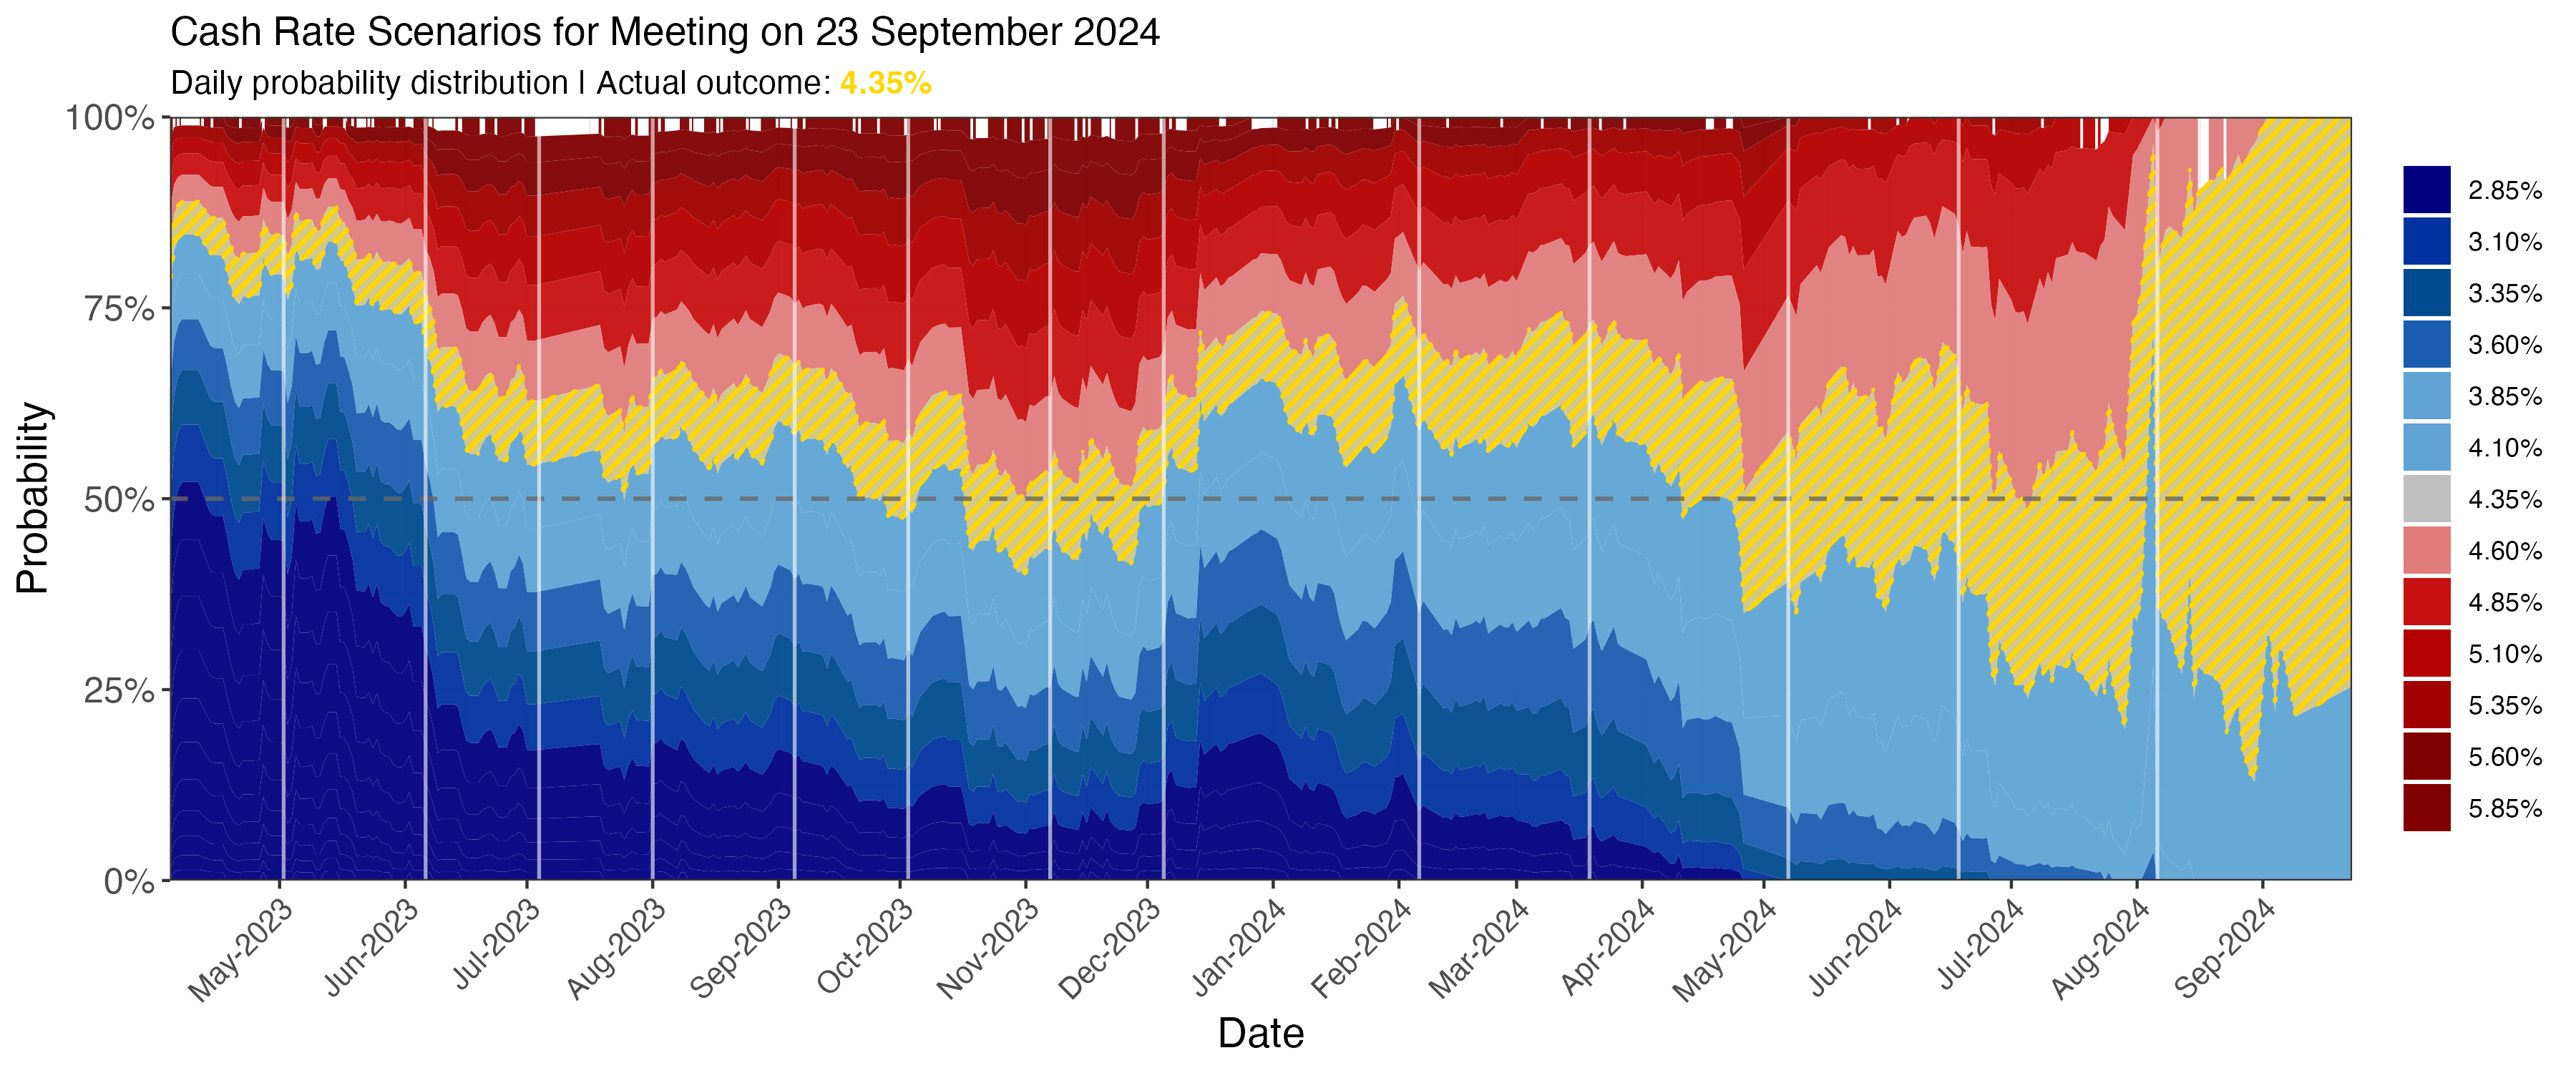 Cash Rate Scenarios for Meeting on 23 September 2024
Daily probability distribution | Actual outcome: 4.35%
Probability
100%
75%
50%
25%
0%
May-2023
Jun-2023
Jul-2023
Aug-2023
Sep-2023
Oct-2023
Nov-2023
Dec-2023
Jan-2024
Feb-2024
Mar-2024
Apr-2024
May-2024
Jun-2024
Jul-2024
Aug-2024
Sep-2024
Date
2.85%
3.10%
3.35%
3.60%
3.85%
4.10%
4.35%
4.60%
4.85%
5.10%
5.35%
5.60%
5.85%